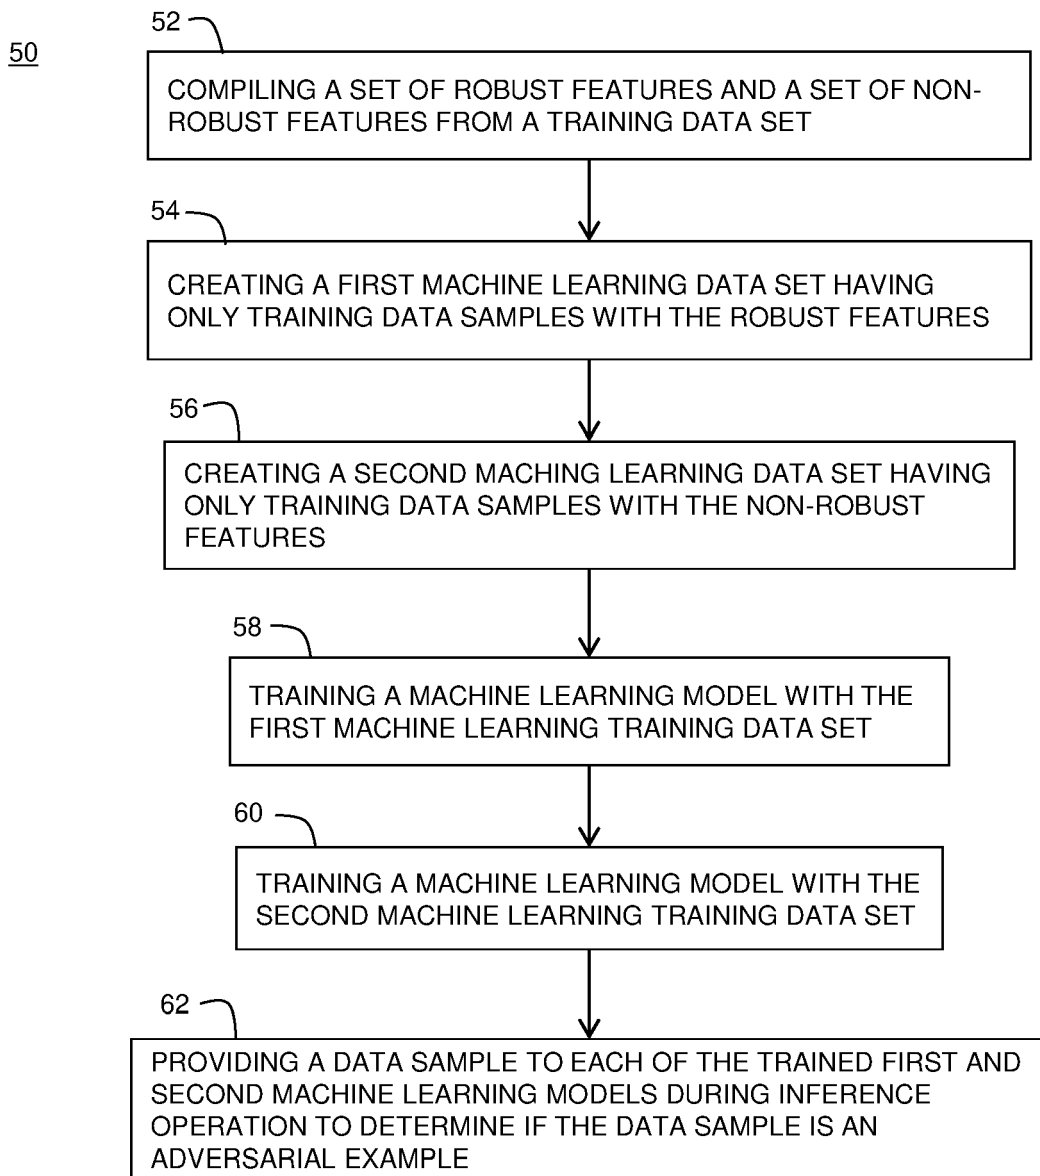 50
52
COMPILING A SET OF ROBUST FEATURES AND A SET OF NON-
ROBUST FEATURES FROM A TRAINING DATA SET
54
CREATING A FIRST MACHINE LEARNING DATA SET HAVING
ONLY TRAINING DATA SAMPLES WITH THE ROBUST FEATURES
56
CREATING A SECOND MACHING LEARNING DATA SET HAVING
ONLY TRAINING DATA SAMPLES WITH THE NON-ROBUST
FEATURES
58
TRAINING A MACHINE LEARNING MODEL WITH THE
FIRST MACHINE LEARNING TRAINING DATA SET
60
TRAINING A MACHINE LEARNING MODEL WITH THE
SECOND MACHINE LEARNING TRAINING DATA SET
62
PROVIDING A DATA SAMPLE TO EACH OF THE TRAINED FIRST AND
SECOND MACHINE LEARNING MODELS DURING INFERENCE
OPERATION TO DETERMINE IF THE DATA SAMPLE IS AN
ADVERSARIAL EXAMPLE